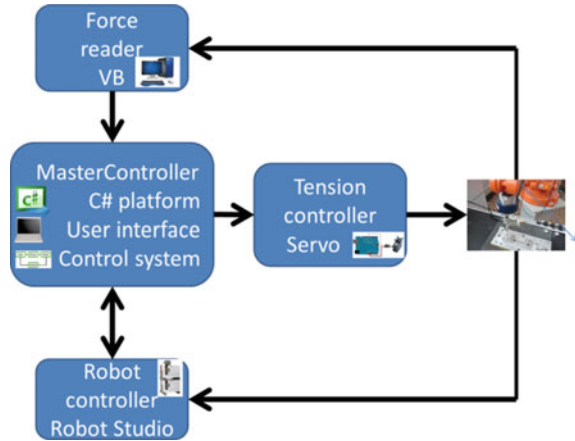 Force
reader
VB
MasterController
C#
C# platform
User interface
Control system
Tension
controller
Servo
Robot
controller
Robot Studio